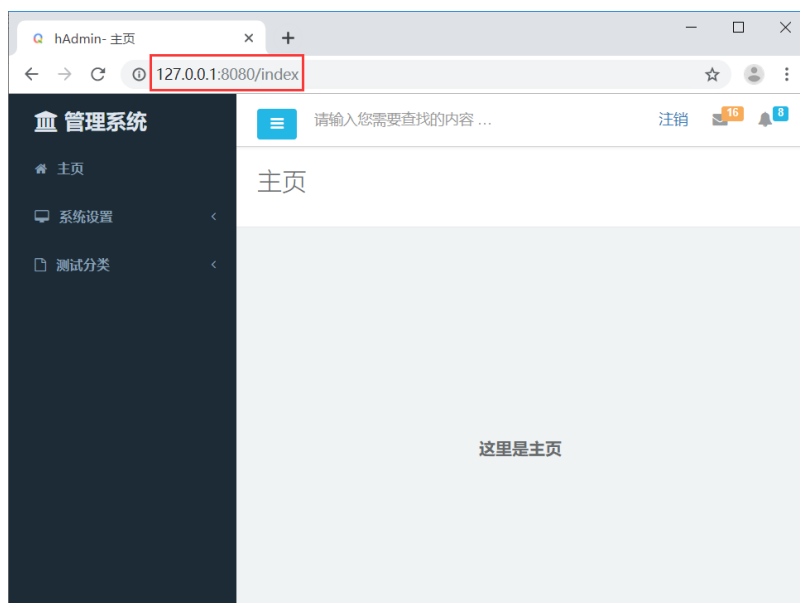 hAdmin- 主页
127.0.0.1:8080/index
管理系统
请输入您需要查找的内容 …
注销
16
8
主页
主页
系统设置
测试分类
这里是主页